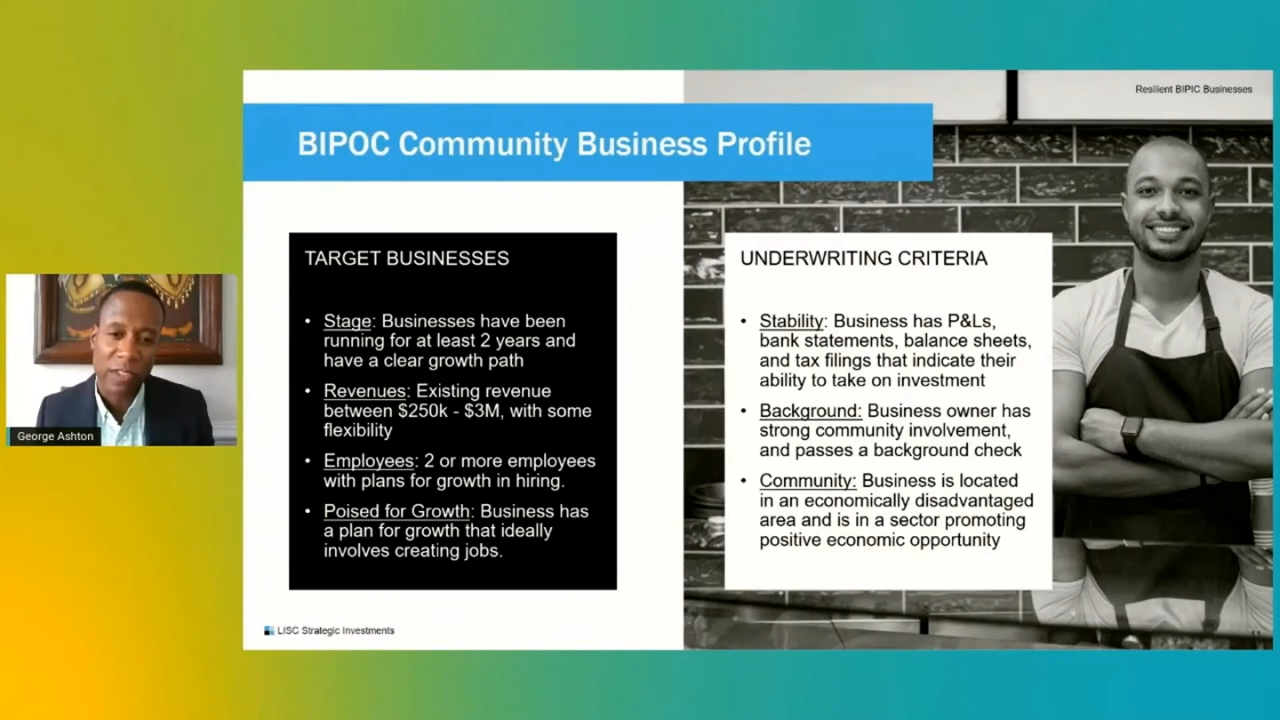 Resilient BIPIC Businesses
BIPOC Community Business Profile
TARGET BUSINESSES
• Stage: Businesses have been
running for at least 2 years and
have a clear growth path
• Revenues: Existing revenue
between $250k - $3M, with some
flexibility
• Employees: 2 or more employees
with plans for growth in hiring.
• Poised for Growth: Business has
a plan for growth that ideally
involves creating jobs.
UNDERWRITING CRITERIA
• Stability: Business has P&Ls,
bank statements, balance sheets,
and tax filings that indicate their
ability to take on investment
• Background: Business owner has
strong community involvement,
and passes a background check
• Community: Business is located
in an economically disadvantaged
area and is in a sector promoting
positive economic opportunity
George Ashton
LISC Strategic Investments